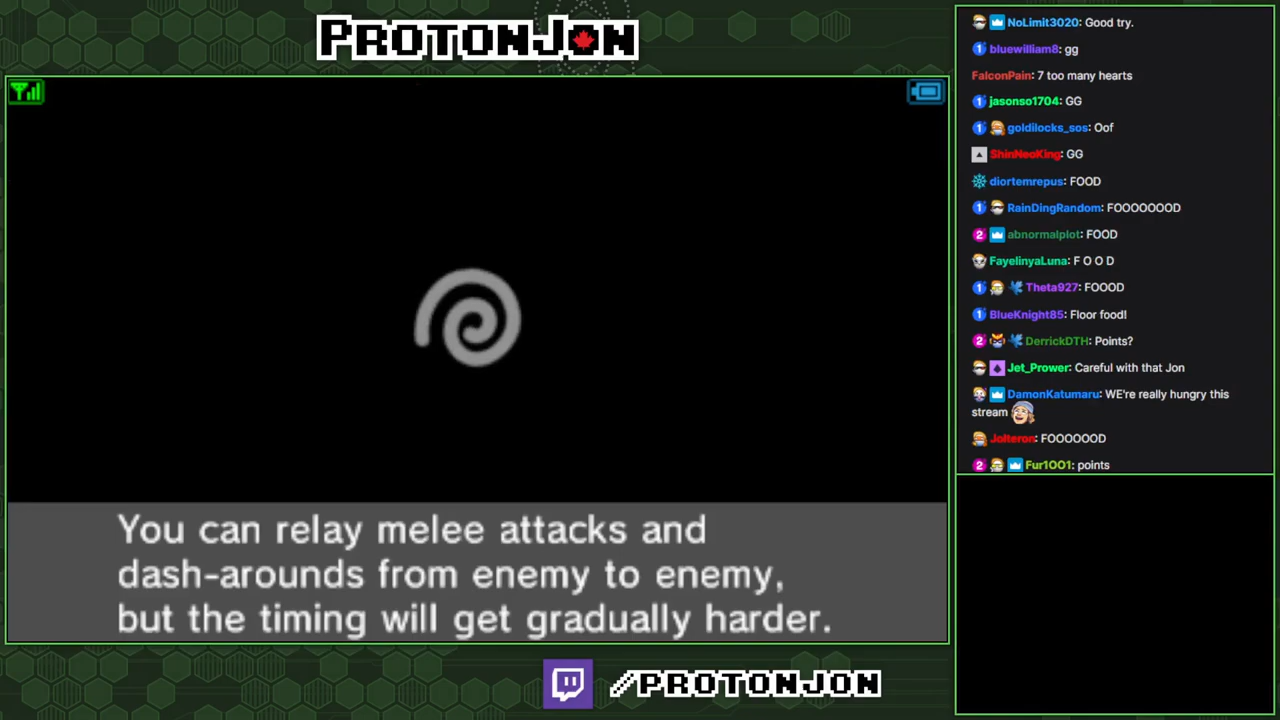 PROTONJON
You can relay melee attacks and
dash-arounds from enemy to enemy,
but the timing will get gradually harder.
/PROTONJON
NoLimit3020: Good try.
bluewilliam8: gg
FalconPain: 7 too many hearts
jasonso1704: GG
goldilocks_sos: Oof
ShinNeoKing: GG
diortemrepus: FOOD
RainDingRandom: FOOOOOOOD
abnormalplot: FOOD
FayelinyaLuna: F O O D
Theta927: FOOOD
BlueKnight85: Floor food!
DerrickDTH: Points?
Jet_Prower: Careful with that Jon
DamonKatumaru: WE're really hungry this
stream
Jolteron: FOOOOOOD
Fur1001: points